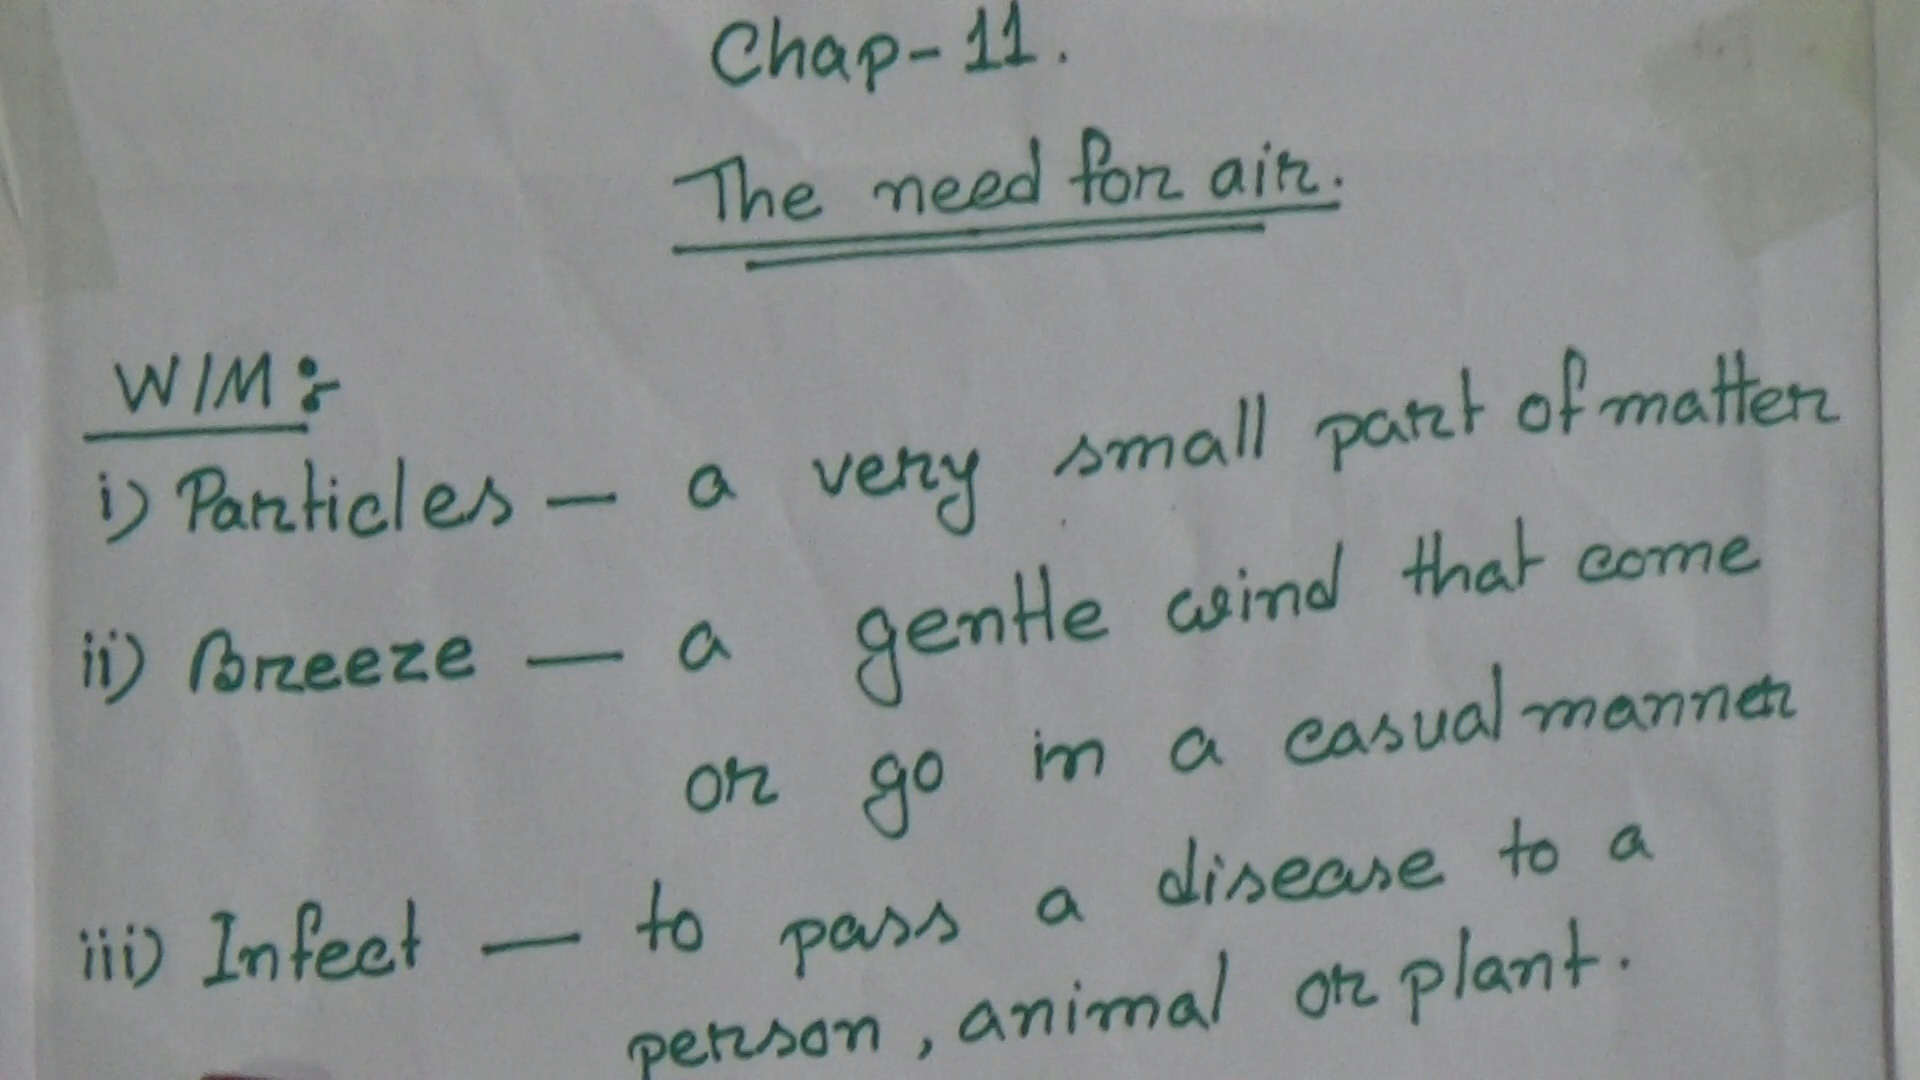 Chap-11.
The need for air.
W/M:-
i) Particles — a very small part of matter
ii) Breeze — a gentle wind that come
or go in a casual manner
iii) Infect — to pass a disease to a
person, animal or plant.